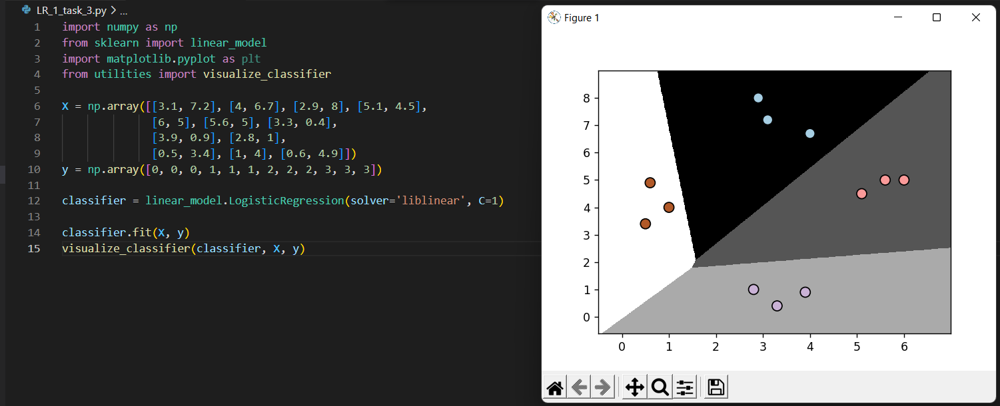 LR_1_task_3.py > ...
1 import numpy as np
2 from sklearn import linear_model
3 import matplotlib.pyplot as plt
4 from utilities import visualize_classifier
5
6 X = np.array([[3.1, 7.2], [4, 6.7], [2.9, 8], [5.1, 4.5],
7 [6, 5], [5.6, 5], [3.3, 0.4],
8 [3.9, 0.9], [2.8, 1],
9 [0.5, 3.4], [1, 4], [0.6, 4.9]])
10 y = np.array([0, 0, 0, 1, 1, 1, 2, 2, 2, 3, 3, 3])
11
12 classifier = linear_model.LogisticRegression(solver='liblinear', C=1)
13
14 classifier.fit(X, y)
15 visualize_classifier(classifier, X, y)
Figure 1
8
7
6
5
4
3
2
1
0
0 1 2 3 4 5 6